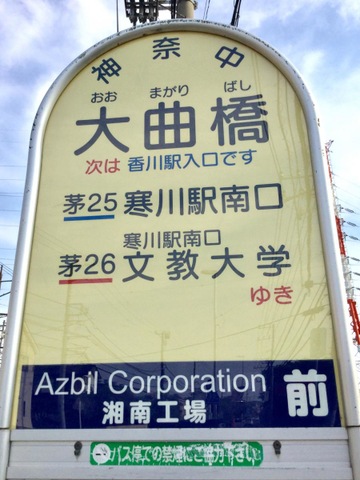 神奈中
おお まがり ばし
大曲橋
次は 香川駅入口です
茅25 寒川駅南口
寒川駅南口
茅26 文教大学
ゆき
Azbil Corporation 前
湘南工場
バス停での禁煙にご協力下さい